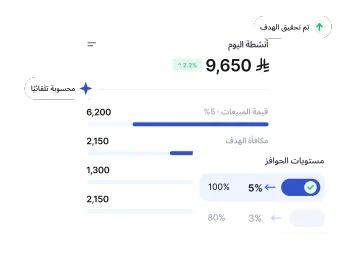 تم تحقيق الهدف
أنشطة اليوم
9,650
2.2%
محسوبة تلقائيًا
قيمة المبيعات · 5%
6,200
مكافأة الهدف
2,150
1,300
2,150
مستويات الحوافز
5% ← 100%
3% ← 80%